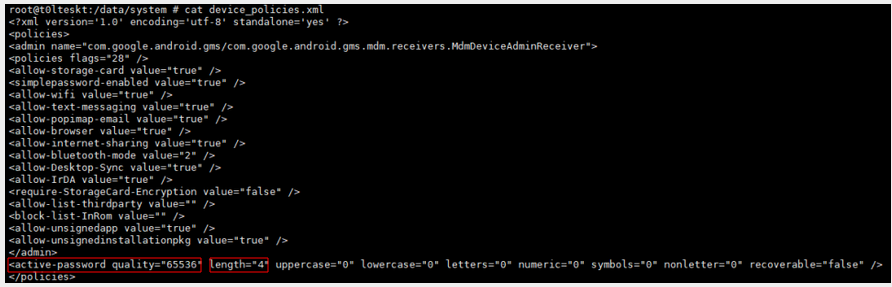 root@t0lteskt:/data/system # cat device_policies.xml
<?xml version='1.0' encoding='utf-8' standalone='yes' ?>
<policies>
<admin name="com.google.android.gms/com.google.android.gms.mdm.receivers.MdmDeviceAdminReceiver">
<policies flags="28" />
<allow-storage-card value="true" />
<simplepassword-enabled value="true" />
<allow-wifi value="true" />
<allow-text-messaging value="true" />
<allow-popimap-email value="true" />
<allow-browser value="true" />
<allow-internet-sharing value="true" />
<allow-bluetooth-mode value="2" />
<allow-Desktop-Sync value="true" />
<allow-IrDA value="true" />
<require-StorageCard-Encryption value="false" />
<allow-list-thirdparty value="" />
<block-list-InRom value="" />
<allow-unsignedapp value="true" />
<allow-unsignedinstallationpkg value="true" />
</admin>
<active-password quality="65536" length="4" uppercase="0" lowercase="0" letters="0" numeric="0" symbols="0" nonletter="0" recoverable="false" />
</policies>